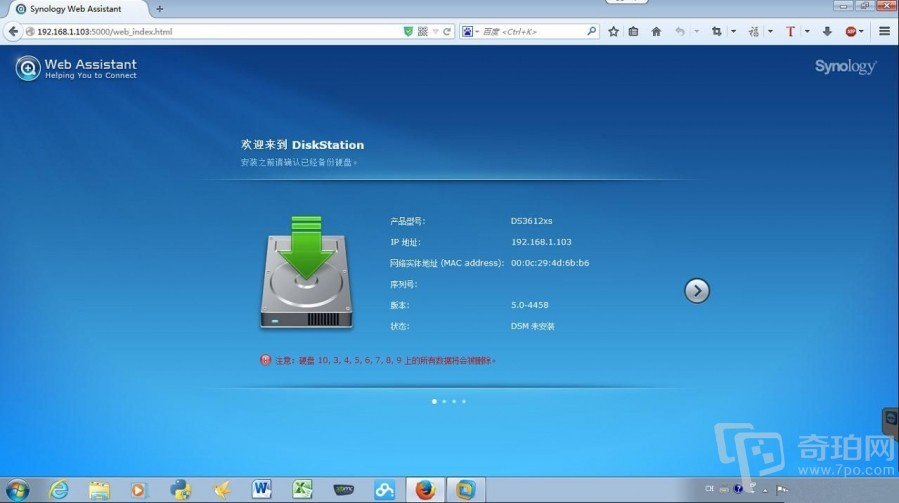 Synology Web Assistant
192.168.1.103:5000/web_index.html
百度 <Ctrl+K>
Web Assistant
Helping You to Connect
Synology
欢迎来到 DiskStation
安装之前请确认已经备份硬盘。
产品型号: DS3612xs
IP 地址: 192.168.1.103
网络实体地址 (MAC address): 00:0c:29:4d:6b:b6
序列号:
版本: 5.0-4458
状态: DSM 未安装
注意: 硬盘 10, 3, 4, 5, 6, 7, 8, 9 上的所有数据将会被删除。
奇珀网
www.7po.com
CN